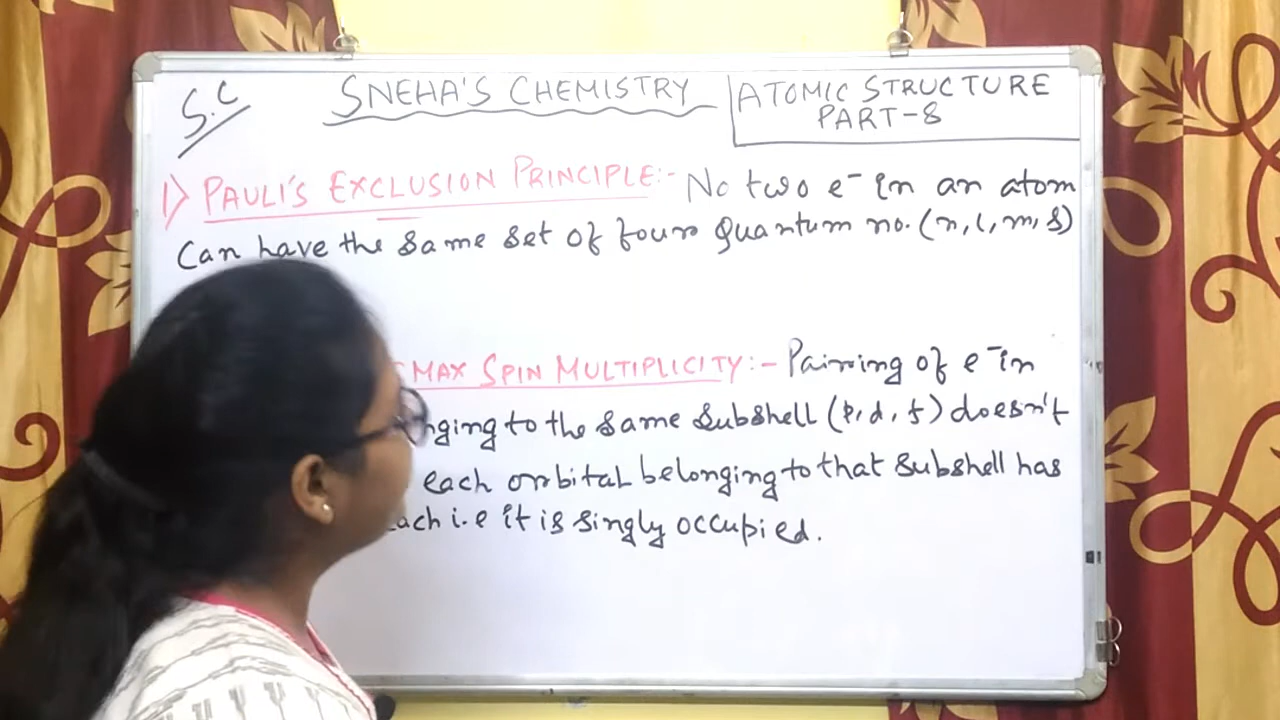 S.C
SNEHA'S CHEMISTRY
ATOMIC STRUCTURE
PART-8
1) PAULI'S EXCLUSION PRINCIPLE:- No two e⁻ in an atom
can have the same set of four quantum no. (n, l, m, s)
MAX SPIN MULTIPLICITY:- Pairing of e⁻ in
to the same subshell (p, d, f) doesn't
each orbital belonging to that subshell has
i.e it is singly occupied.